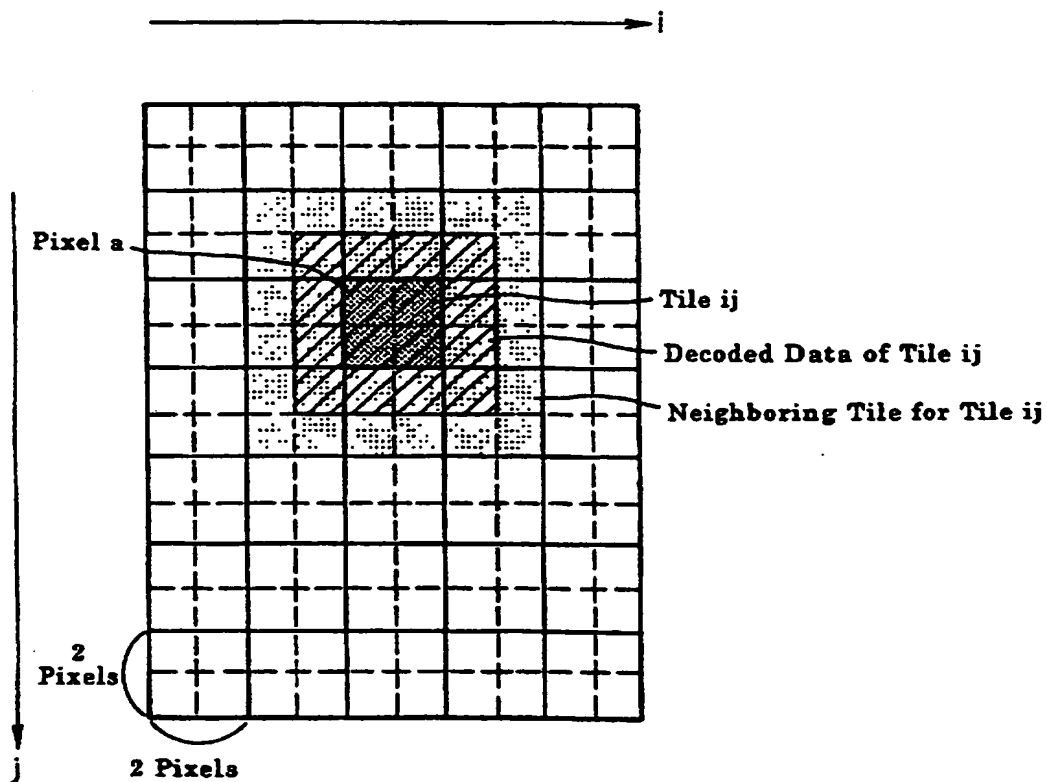 i
Pixel a
Tile ij
Decoded Data of Tile ij
Neighboring Tile for Tile ij
2
Pixels
j
2 Pixels